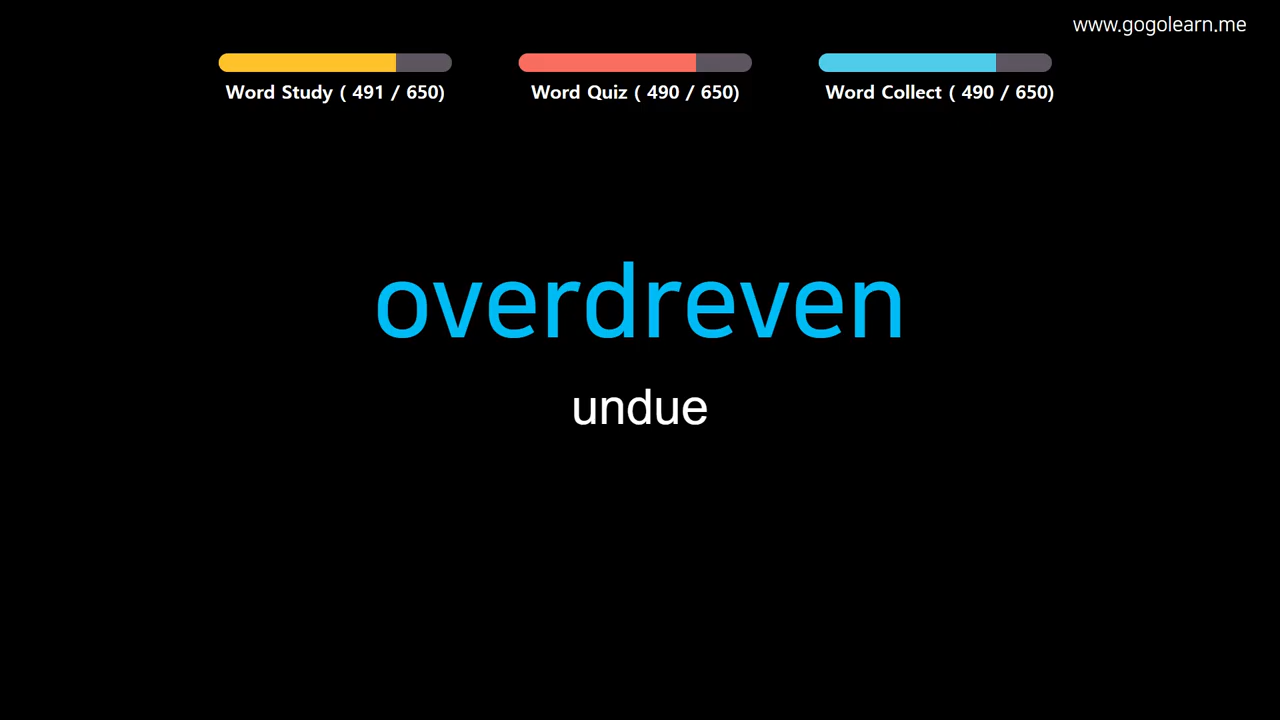 www.gogolearn.me
Word Study ( 491 / 650)
Word Quiz ( 490 / 650)
Word Collect ( 490 / 650)
overdreven
undue